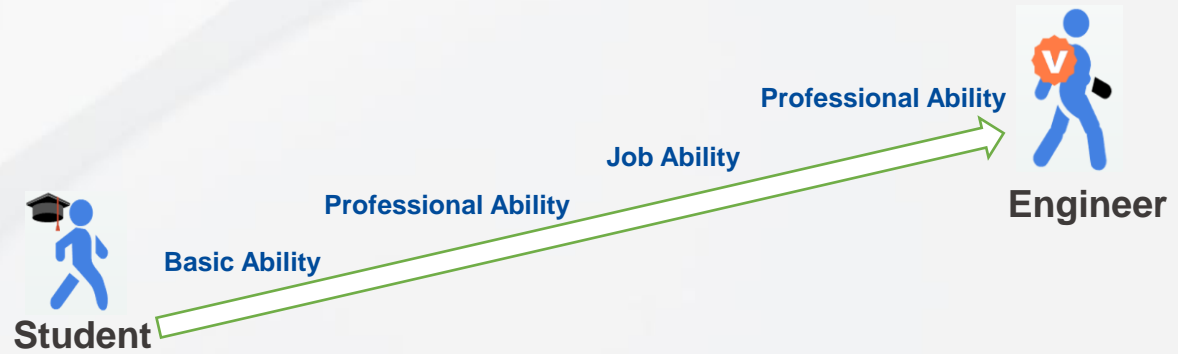 Professional Ability
Job Ability
Professional Ability
Basic Ability
Engineer
Student
V